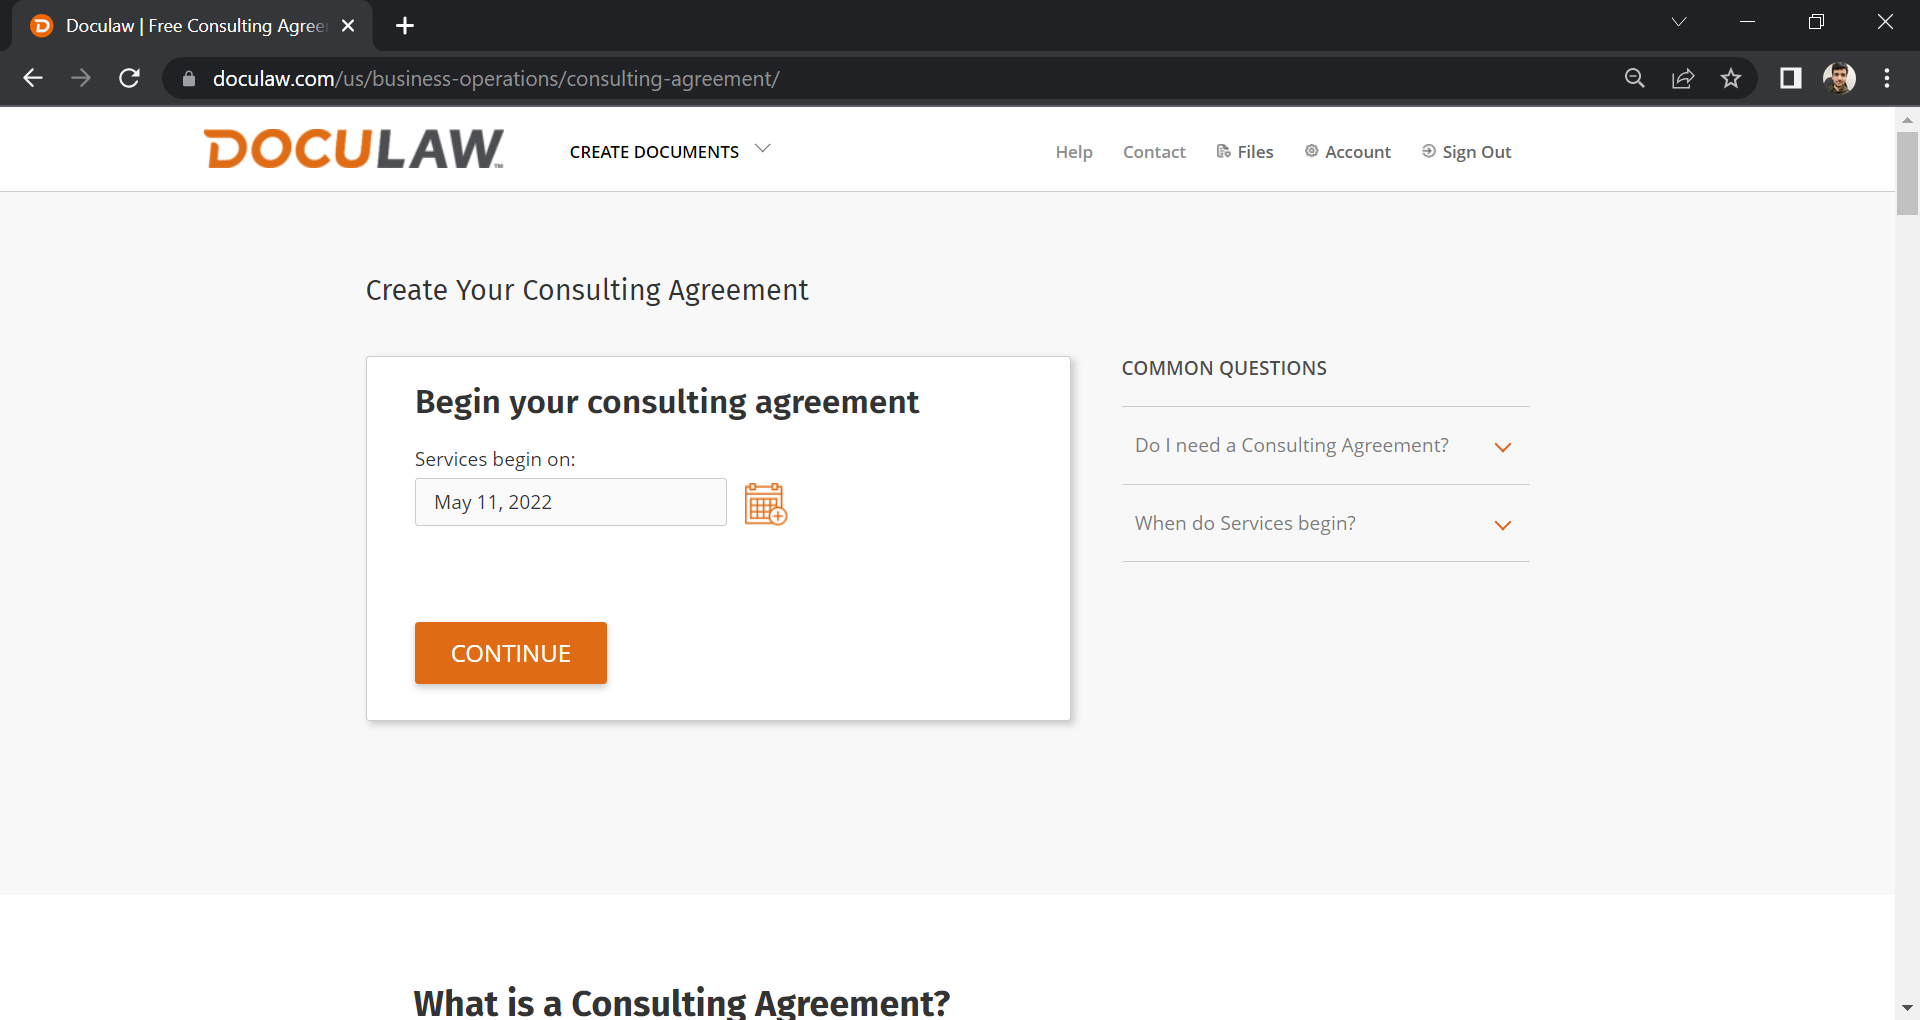 Doculaw | Free Consulting Agree
doculaw.com/us/business-operations/consulting-agreement/
DOCULAW™
CREATE DOCUMENTS
Help
Contact
Files
Account
Sign Out
Create Your Consulting Agreement
Begin your consulting agreement
Services begin on:
May 11, 2022
CONTINUE
COMMON QUESTIONS
Do I need a Consulting Agreement?
When do Services begin?
What is a Consulting Agreement?